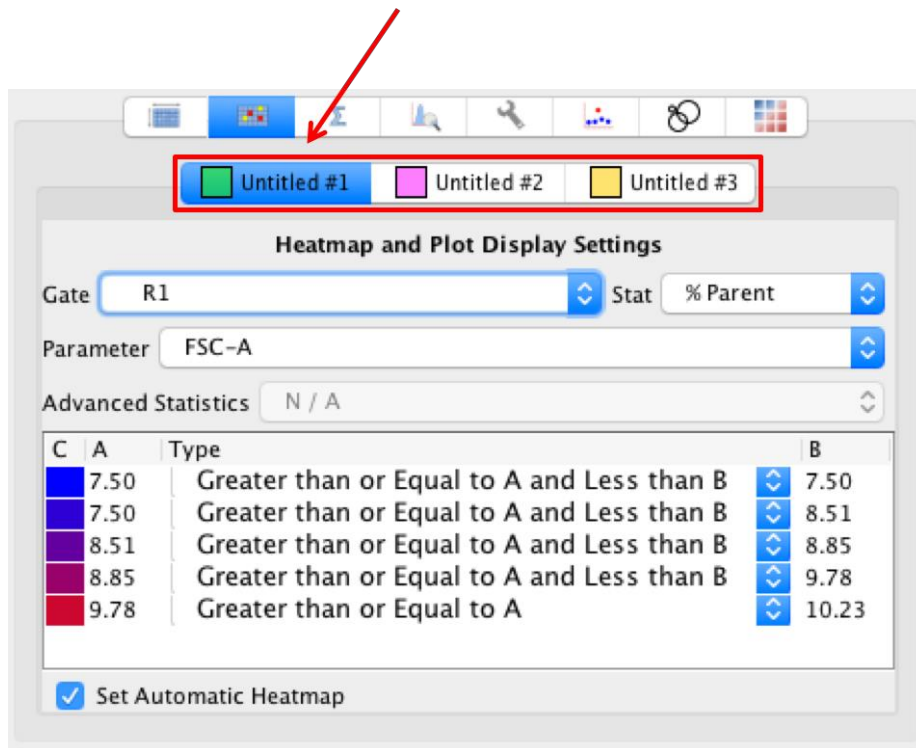 Σ
Untitled #1 Untitled #2 Untitled #3
Heatmap and Plot Display Settings
Gate R1 Stat % Parent
Parameter FSC-A
Advanced Statistics N / A
C A Type B
7.50 Greater than or Equal to A and Less than B 7.50
7.50 Greater than or Equal to A and Less than B 8.51
8.51 Greater than or Equal to A and Less than B 8.85
8.85 Greater than or Equal to A and Less than B 9.78
9.78 Greater than or Equal to A 10.23
Set Automatic Heatmap